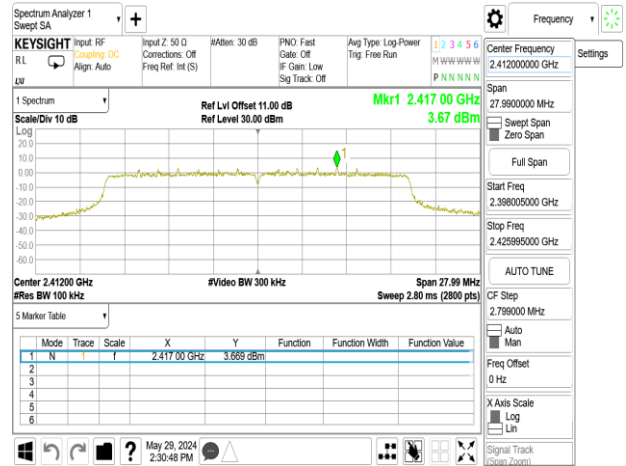 Spectrum Analyzer 1
Swept SA
Frequency
KEYSIGHT
Input: RF
Coupling: DC
Align: Auto
Input Z: 50 Ω
Corrections: Off
Freq Ref: Int (S)
#Atten: 30 dB
PNO: Fast
Gate: Off
IF Gain: Low
Sig Track: Off
Avg Type: Log-Power
Trig: Free Run
1 2 3 4 5 6
M W W W W W
P N N N N N
RL
1 Spectrum
Scale/Div 10 dB
Ref Lvl Offset 11.00 dB
Ref Level 30.00 dBm
Mkr1 2.417 00 GHz
3.67 dBm
Log
20.0
10.0
0.00
-10.0
-20.0
-30.0
-40.0
-50.0
-60.0
1
Center 2.41200 GHz
#Res BW 100 kHz
#Video BW 300 kHz
Span 27.99 MHz
Sweep 2.80 ms (2800 pts)
5 Marker Table
Mode Trace Scale X Y Function Function Width Function Value
1 N 1 f 2.417 00 GHz 3.669 dBm
2
3
4
5
6
May 29, 2024
2:30:48 PM
Center Frequency
2.412000000 GHz
Settings
Span
27.9900000 MHz
Swept Span
Zero Span
Full Span
Start Freq
2.398005000 GHz
Stop Freq
2.425995000 GHz
AUTO TUNE
CF Step
2.799000 MHz
Auto
Man
Freq Offset
0 Hz
X Axis Scale
Log
Lin
Signal Track
(Span Zoom)